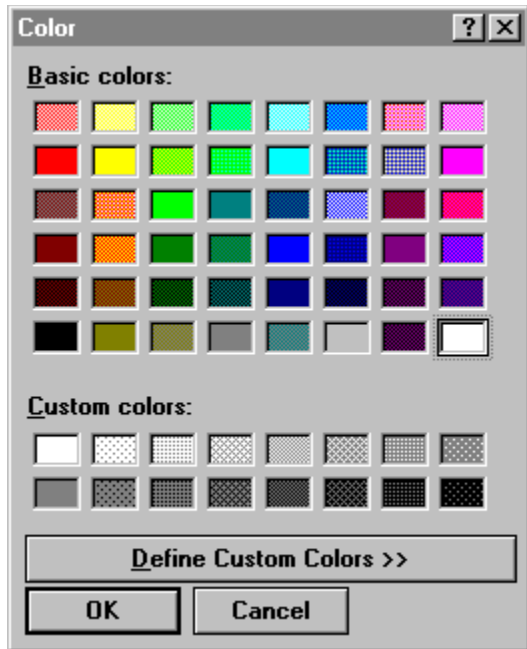 Color ? ×
Basic colors:
Custom colors:
Define Custom Colors >>
OK Cancel